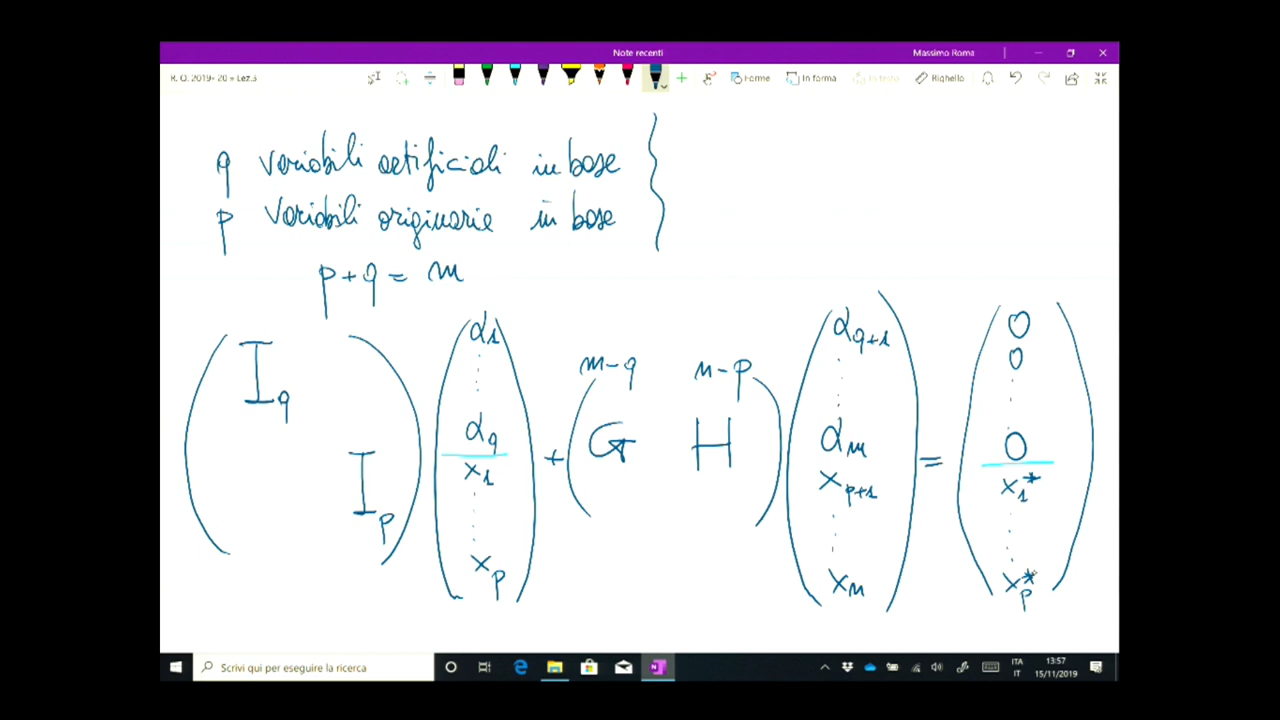 Note recenti
Massimo Roma
R. O. 2019-20 » Lez.3
Forme
In forma
In testo
Righello
q variabili artificiali in base
p variabili originarie in base
p+q = m
I_q
I_p
α_1
α_q
x_1
x_p
+
m-q n-p
G H
α_{q+1}
α_m
x_{p+1}
x_n
=
0
0
0
x_1*
x_p*
Scrivi qui per eseguire la ricerca
ITA
IT
13:57
15/11/2019